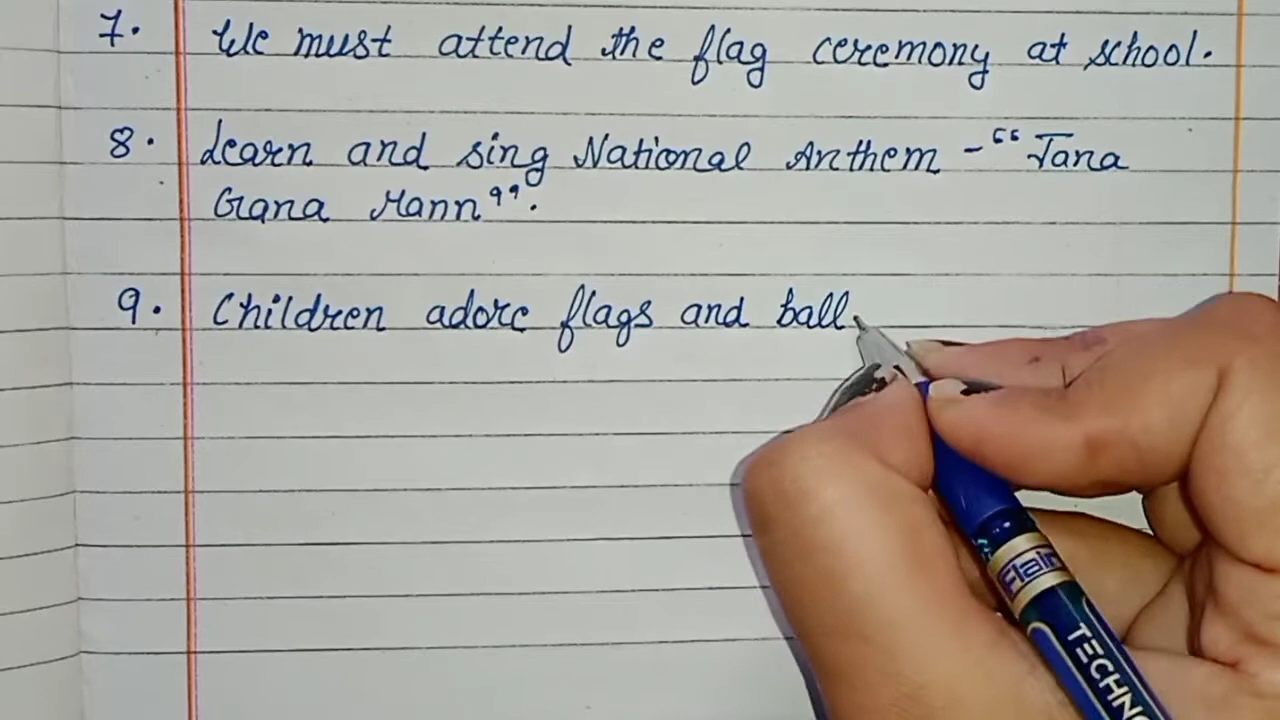 7. We must attend the flag ceremony at school.
8. Learn and sing National Anthem - "Jana
Gana Mann".
9. Children adore flags and ball
Flair
TECHNO